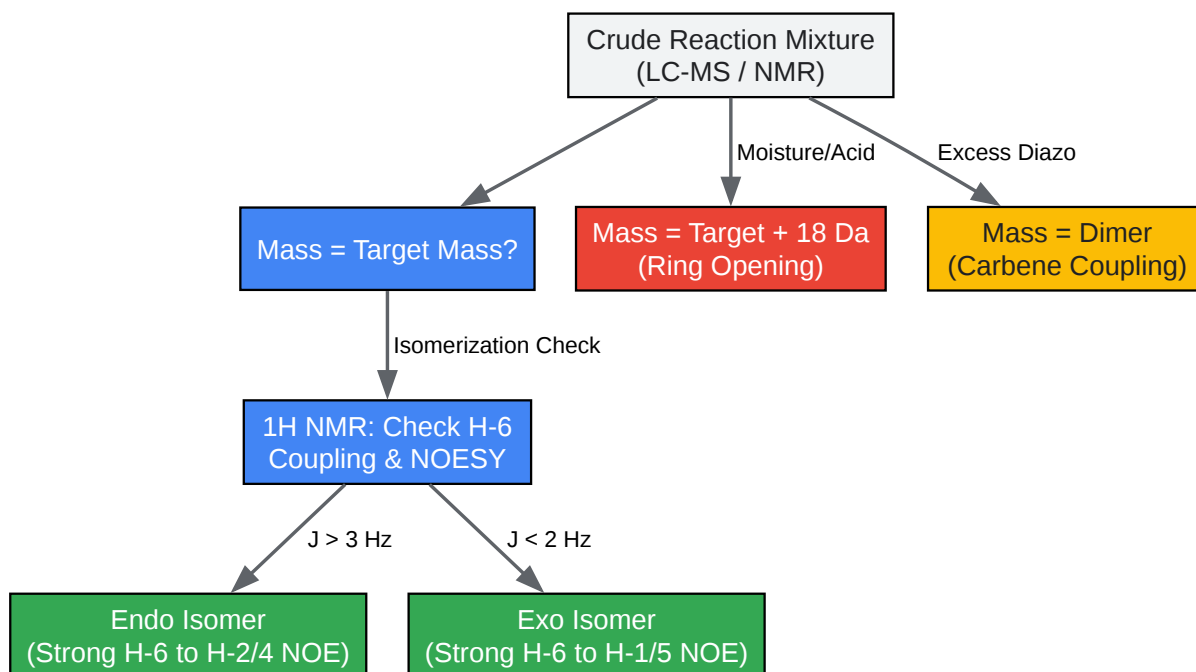 Crude Reaction Mixture
(LC-MS / NMR)
Moisture/Acid
Excess Diazo
Mass = Target Mass?
Mass = Target + 18 Da
(Ring Opening)
Mass = Dimer
(Carbene Coupling)
Isomerization Check
1H NMR: Check H-6
Coupling & NOESY
J > 3 Hz
J < 2 Hz
Endo Isomer
(Strong H-6 to H-2/4 NOE)
Exo Isomer
(Strong H-6 to H-1/5 NOE)